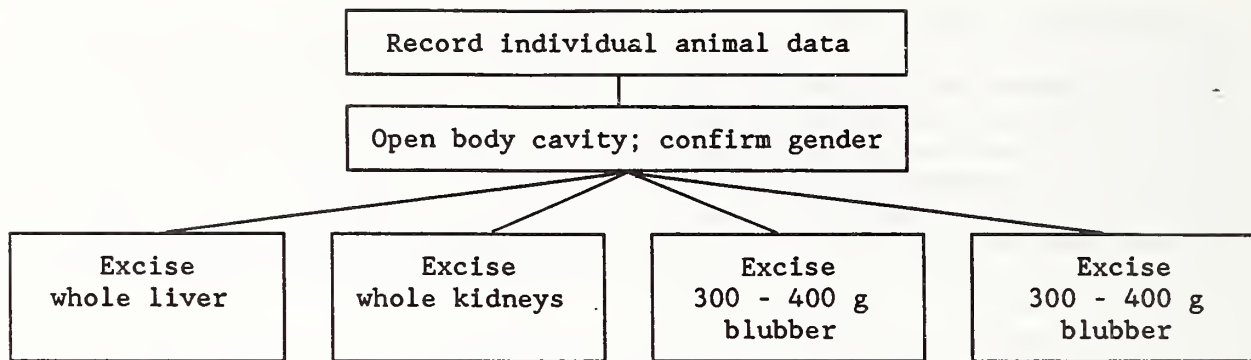 Record individual animal data
Open body cavity; confirm gender
Excise
whole liver
Excise
whole kidneys
Excise
300 - 400 g
blubber
Excise
300 - 400 g
blubber